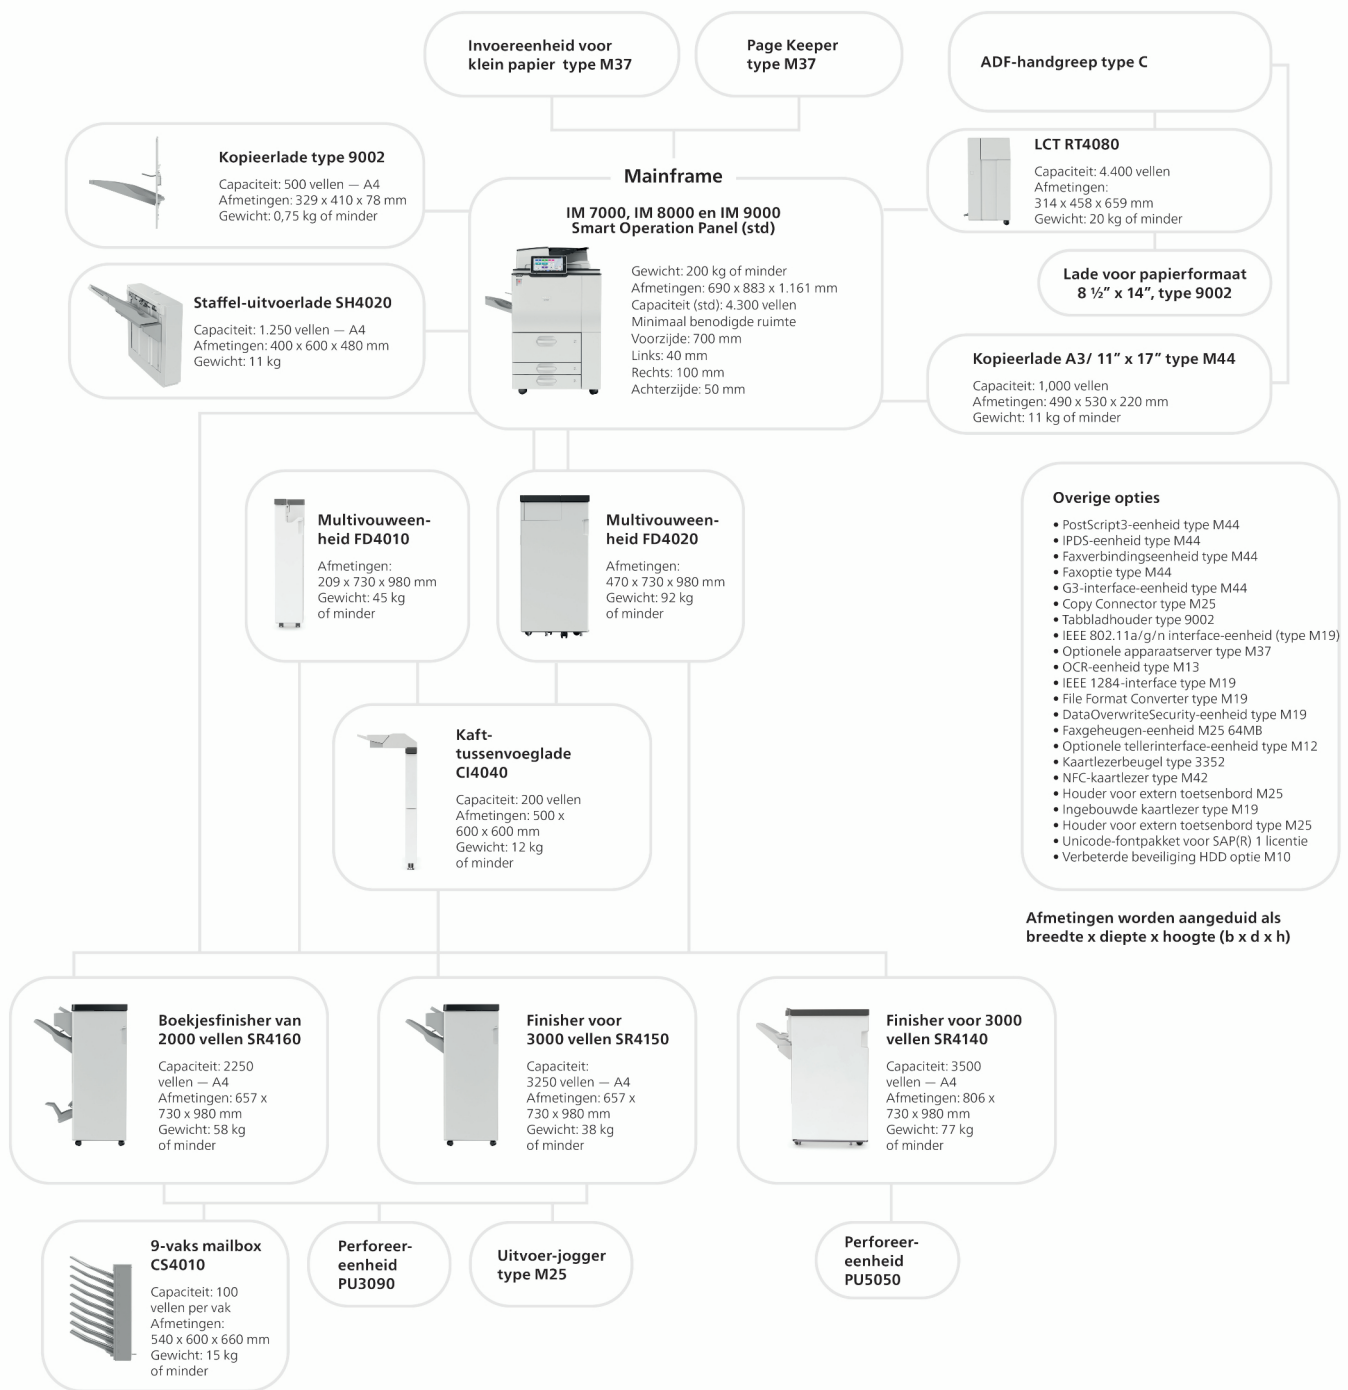 Invoereenheid voor
klein papier type M37
Page Keeper
type M37
ADF-handgreep type C
Kopieerlade type 9002
Capaciteit: 500 vellen — A4
Afmetingen: 329 x 410 x 78 mm
Gewicht: 0,75 kg of minder
LCT RT4080
Capaciteit: 4.400 vellen
Afmetingen:
314 x 458 x 659 mm
Gewicht: 20 kg of minder
Mainframe
IM 7000, IM 8000 en IM 9000
Smart Operation Panel (std)
Gewicht: 200 kg of minder
Afmetingen: 690 x 883 x 1.161 mm
Capaciteit (std): 4.300 vellen
Minimaal benodigde ruimte
Voorzijde: 700 mm
Links: 40 mm
Rechts: 100 mm
Achterzijde: 50 mm
Staffel-uitvoerlade SH4020
Capaciteit: 1.250 vellen — A4
Afmetingen: 400 x 600 x 480 mm
Gewicht: 11 kg
Lade voor papierformaat
8 ½” x 14”, type 9002
Kopieerlade A3/ 11” x 17” type M44
Capaciteit: 1,000 vellen
Afmetingen: 490 x 530 x 220 mm
Gewicht: 11 kg of minder
Multivouween-
heid FD4010
Afmetingen:
209 x 730 x 980 mm
Gewicht: 45 kg
of minder
Multivouween-
heid FD4020
Afmetingen:
470 x 730 x 980 mm
Gewicht: 92 kg
of minder
Overige opties
• PostScript3-eenheid type M44
• IPDS-eenheid type M44
• Faxverbindingseenheid type M44
• Faxoptie type M44
• G3-interface-eenheid type M44
• Copy Connector type M25
• Tabbladhouder type 9002
• IEEE 802.11a/g/n interface-eenheid (type M19)
• Optionele apparaatserver type M37
• OCR-eenheid type M13
• IEEE 1284-interface type M19
• File Format Converter type M19
• DataOverwriteSecurity-eenheid type M19
• Faxgeheugen-eenheid M25 64MB
• Optionele tellerinterface-eenheid type M12
• Kaartlezerbeugel type 3352
• NFC-kaartlezer type M42
• Houder voor extern toetsenbord M25
• Ingebouwde kaartlezer type M19
• Houder voor extern toetsenbord type M25
• Unicode-fontpakket voor SAP(R) 1 licentie
• Verbeterde beveiliging HDD optie M10
Kaft-
tussenvoeglade
CI4040
Capaciteit: 200 vellen
Afmetingen: 500 x
600 x 600 mm
Gewicht: 12 kg
of minder
Afmetingen worden aangeduid als
breedte x diepte x hoogte (b x d x h)
Boekjesfinisher van
2000 vellen SR4160
Capaciteit: 2250
vellen — A4
Afmetingen: 657 x
730 x 980 mm
Gewicht: 58 kg
of minder
Finisher voor
3000 vellen SR4150
Capaciteit:
3250 vellen — A4
Afmetingen: 657 x
730 x 980 mm
Gewicht: 38 kg
of minder
Finisher voor 3000
vellen SR4140
Capaciteit: 3500
vellen — A4
Afmetingen: 806 x
730 x 980 mm
Gewicht: 77 kg
of minder
9-vaks mailbox
CS4010
Capaciteit: 100
vellen per vak
Afmetingen:
540 x 600 x 660 mm
Gewicht: 15 kg
of minder
Perforeer-
eenheid
PU3090
Uitvoer-jogger
type M25
Perforeer-
eenheid
PU5050